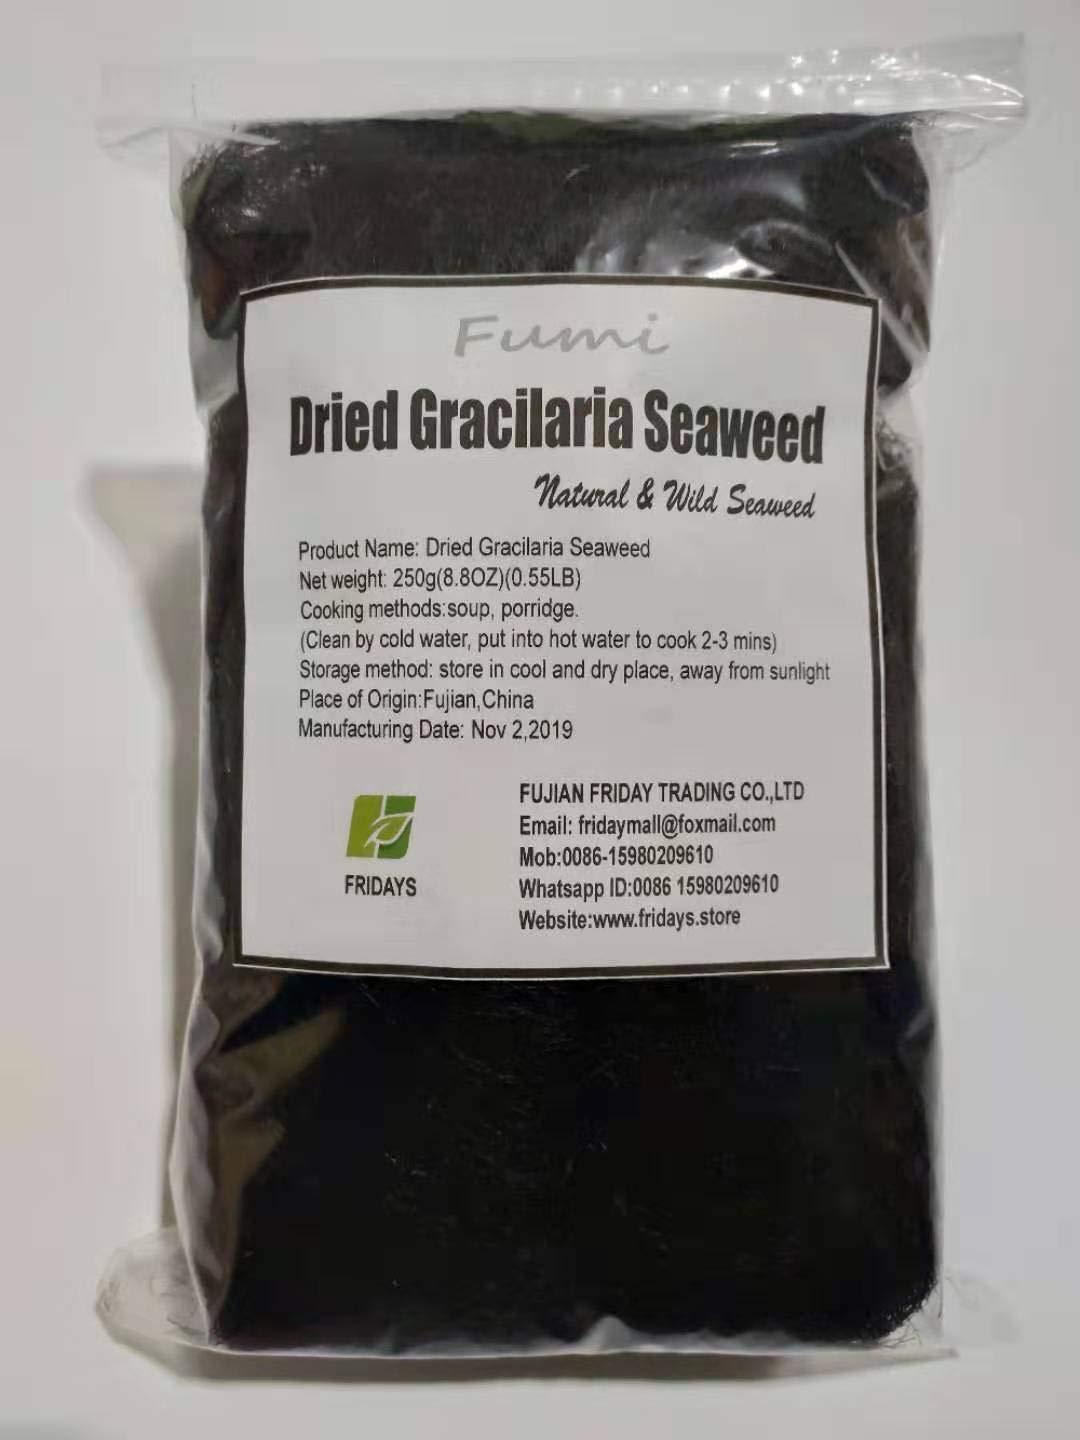 Fumi
Dried Gracilaria Seaweed
Natural & Wild Seaweed
Product Name: Dried Gracilaria Seaweed
Net weight: 250g(8.8OZ)(0.55LB)
Cooking methods:soup, porridge.
(Clean by cold water, put into hot water to cook 2-3 mins)
Storage method: store in cool and dry place, away from sunlight
Place of Origin:Fujian,China
Manufacturing Date: Nov 2,2019
FRIDAYS
FUJIAN FRIDAY TRADING CO.,LTD
Email: fridaymall@foxmail.com
Mob:0086-15980209610
Whatsapp ID:0086 15980209610
Website:www.fridays.store